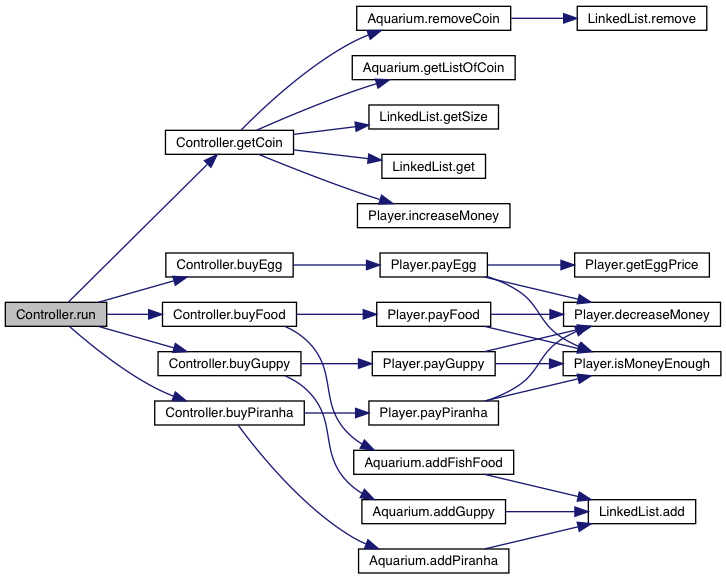 Aquarium.removeCoin
LinkedList.remove
Aquarium.getListOfCoin
LinkedList.getSize
Controller.getCoin
LinkedList.get
Player.increaseMoney
Controller.buyEgg
Player.payEgg
Player.getEggPrice
Controller.run
Controller.buyFood
Player.payFood
Player.decreaseMoney
Controller.buyGuppy
Player.payGuppy
Player.isMoneyEnough
Controller.buyPiranha
Player.payPiranha
Aquarium.addFishFood
Aquarium.addGuppy
LinkedList.add
Aquarium.addPiranha